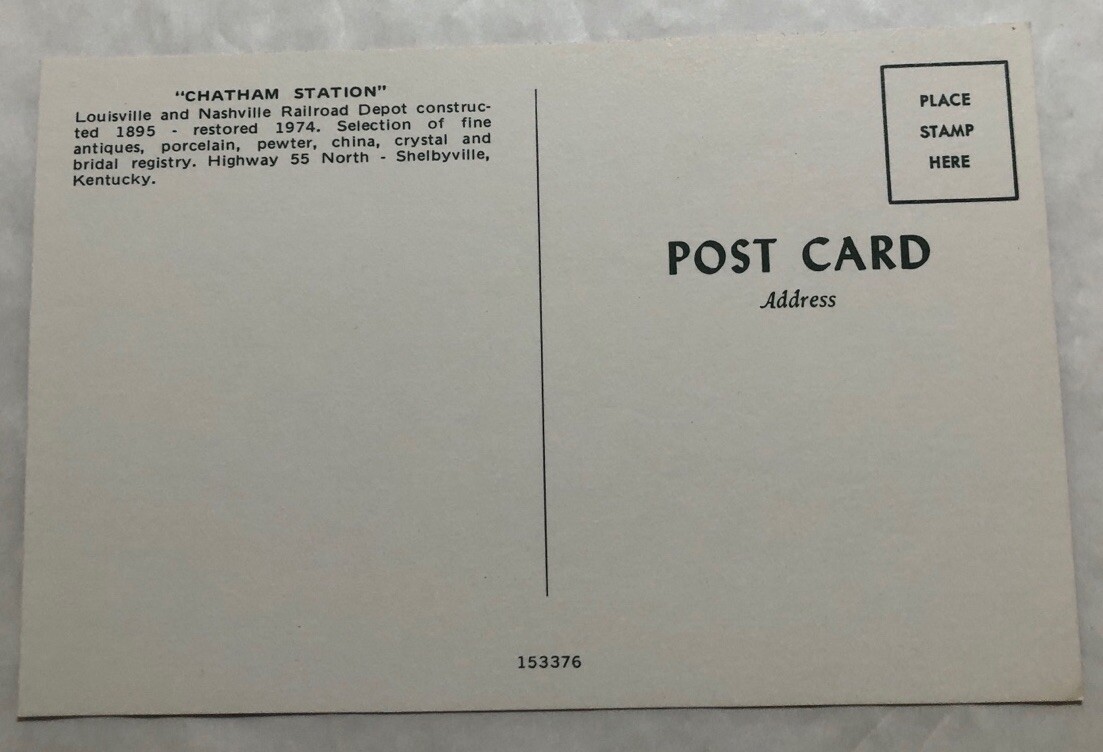 "CHATHAM STATION"
Louisville and Nashville Railroad Depot construc-
ted 1895 - restored 1974. Selection of fine
antiques, porcelain, pewter, china, crystal and
bridal registry. Highway 55 North - Shelbyville,
Kentucky.
PLACE
STAMP
HERE
POST CARD
Address
153376